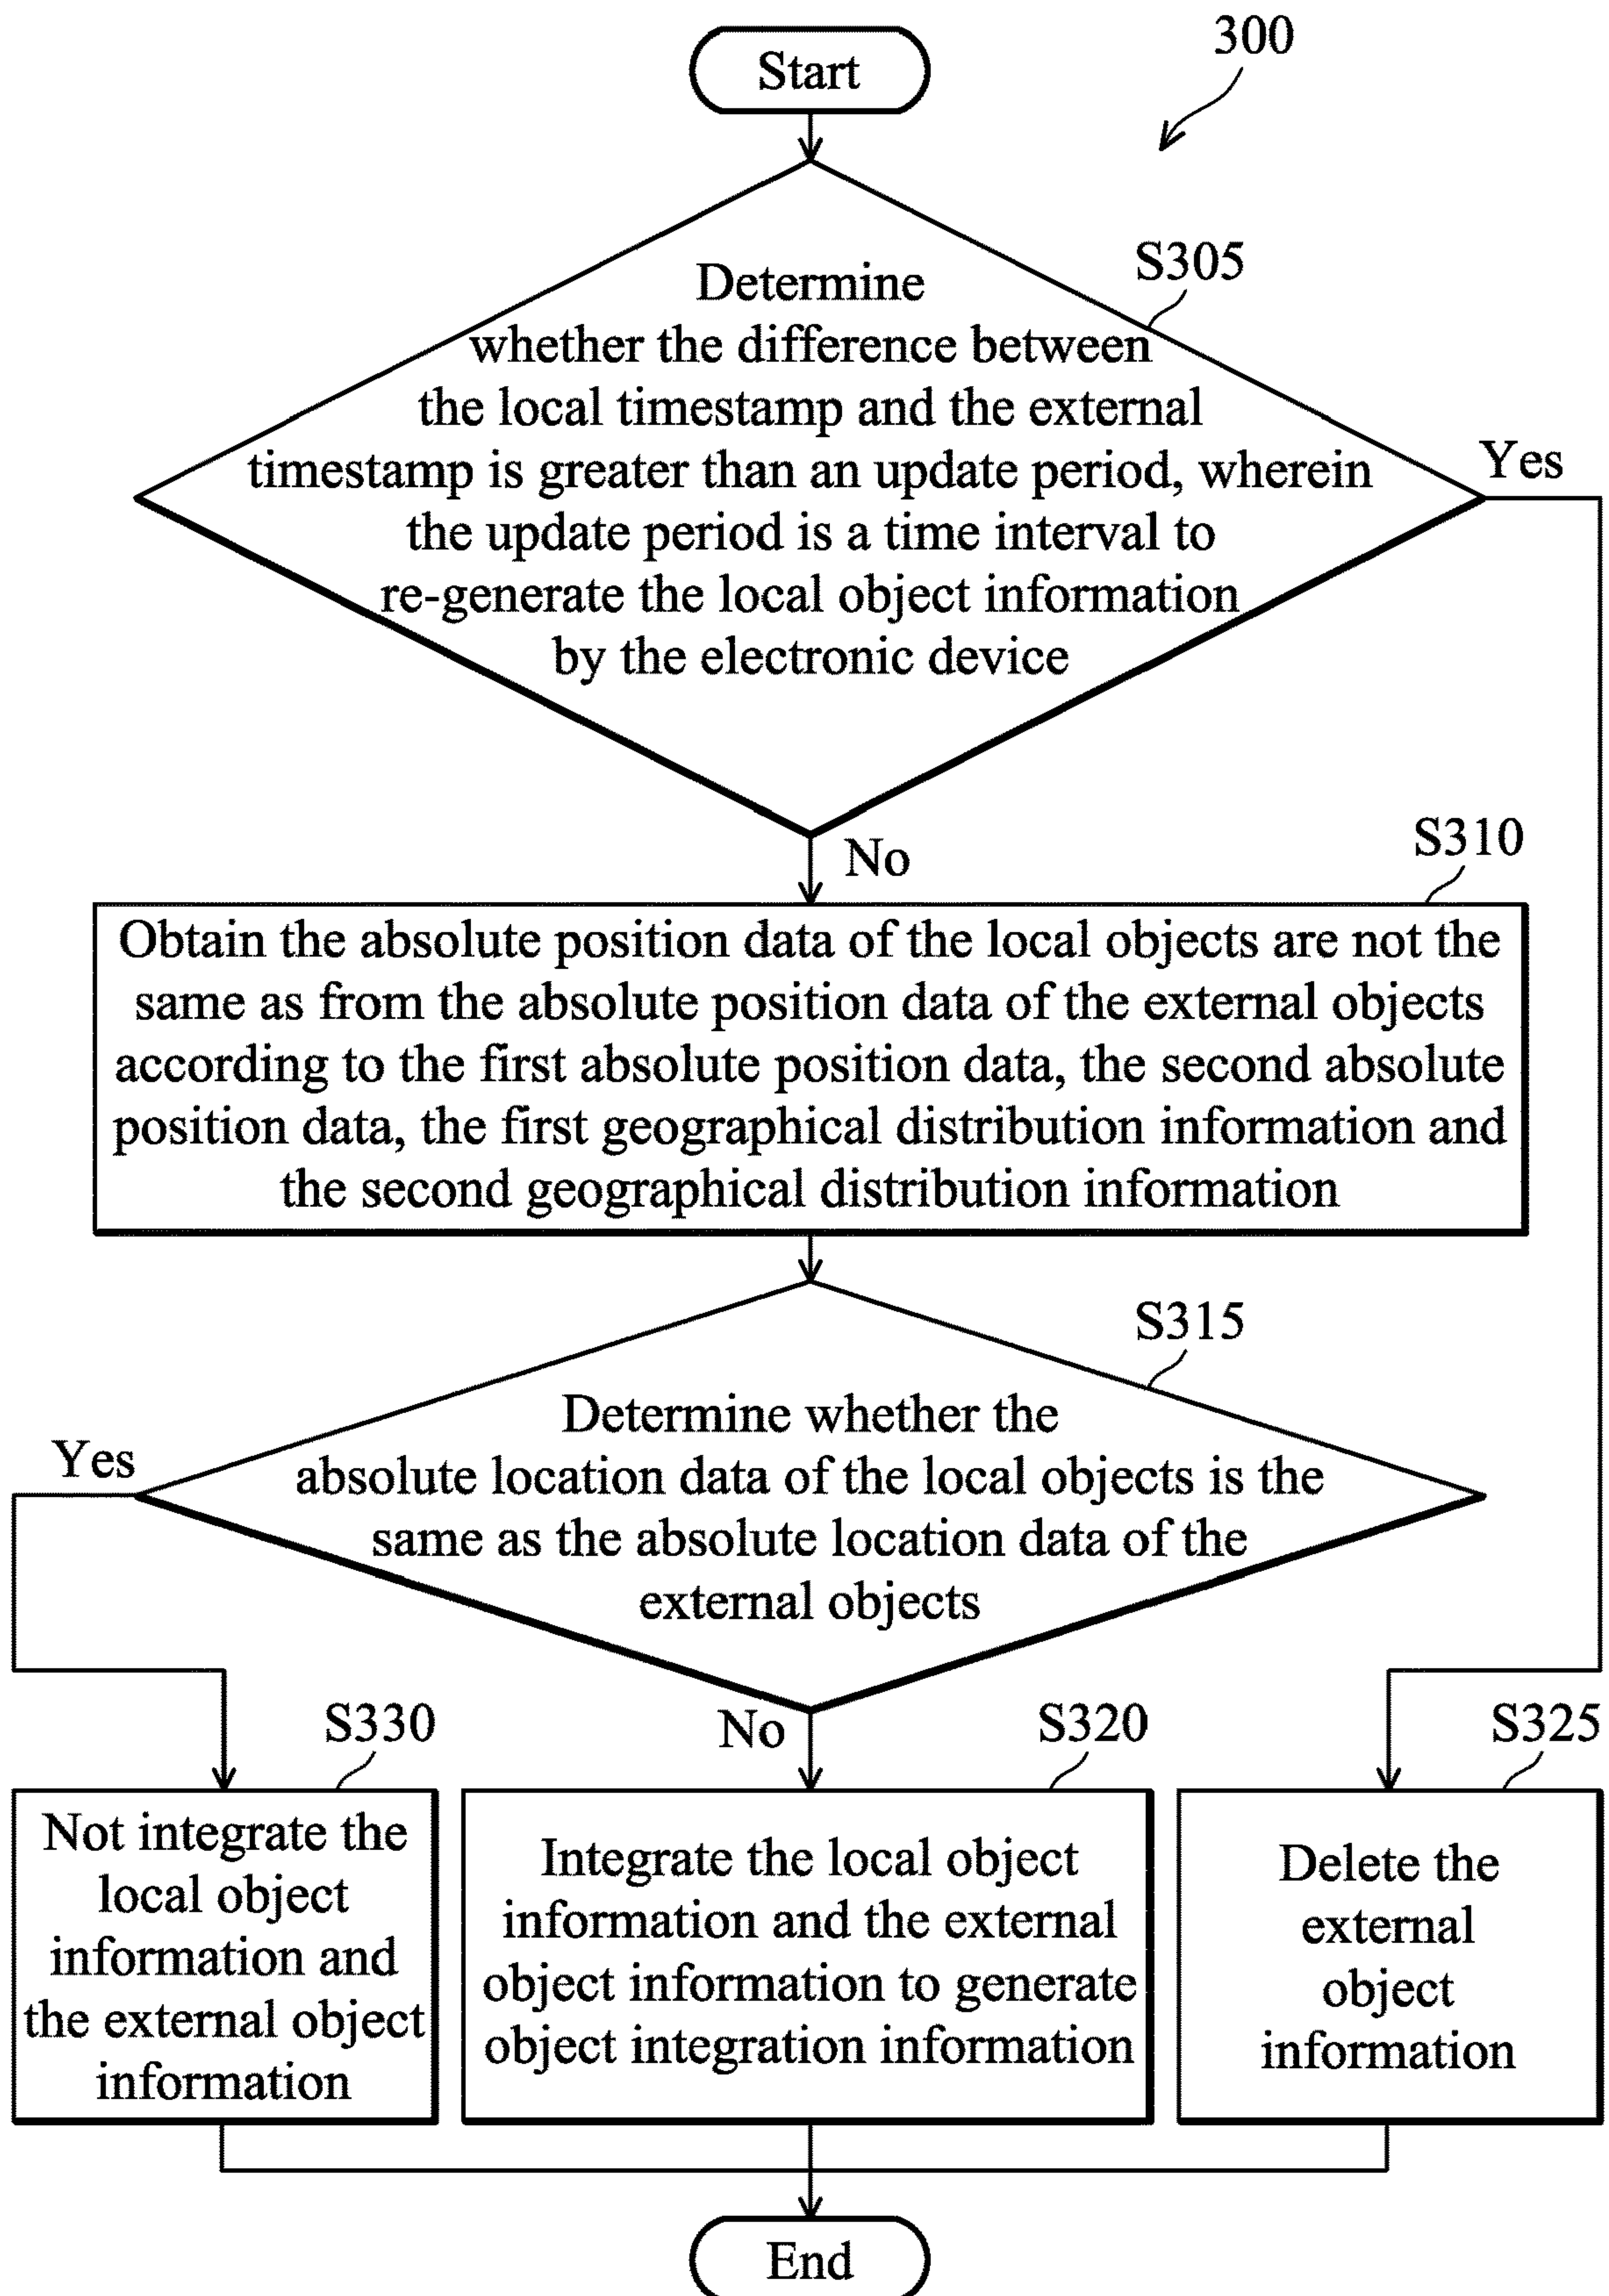 300
Start
S305
Determine
whether the difference between
the local timestamp and the external
timestamp is greater than an update period, wherein
the update period is a time interval to
re-generate the local object information
by the electronic device
Yes
No
S310
Obtain the absolute position data of the local objects are not the
same as from the absolute position data of the external objects
according to the first absolute position data, the second absolute
position data, the first geographical distribution information and
the second geographical distribution information
S315
Determine whether the
absolute location data of the local objects is the
same as the absolute location data of the
external objects
Yes
No
S330
Not integrate the
local object
information and
the external object
information
S320
Integrate the local object
information and the external
object information to generate
object integration information
S325
Delete the
external
object
information
End